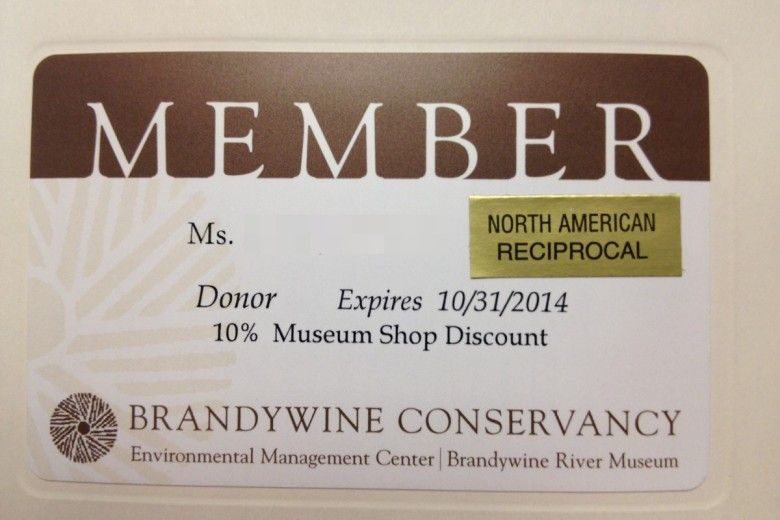 MEMBER
Ms.
NORTH AMERICAN
RECIPROCAL
Donor Expires 10/31/2014
10% Museum Shop Discount
BRANDYWINE CONSERVANCY
Environmental Management Center | Brandywine River Museum